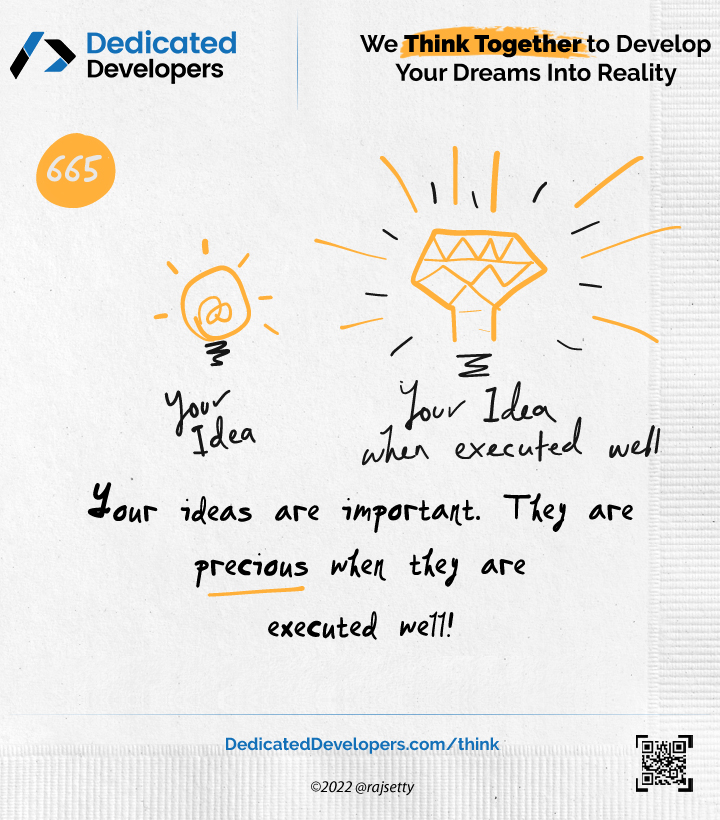 Dedicated
Developers
We Think Together to Develop
Your Dreams Into Reality
665
Your
Idea
Your Idea
when executed well
Your ideas are important. They are
precious when they are
executed well!
DedicatedDevelopers.com/think
©2022 @rajsetty